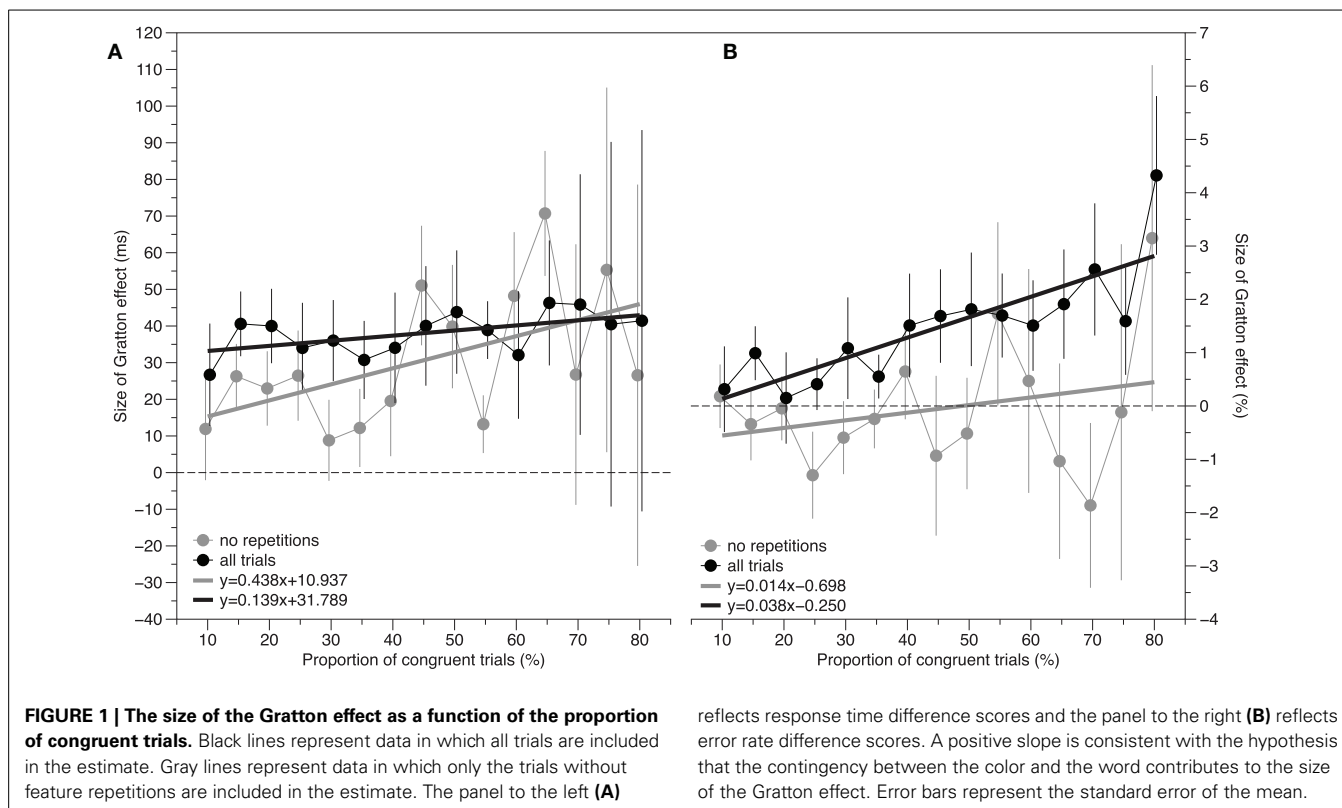 A
B
120
110
100
90
80
70
60
50
40
30
20
10
0
−10
−20
−30
−40
Size of Gratton effect (ms)
no repetitions
all trials
y=0.438x+10.937
y=0.139x+31.789
10 20 30 40 50 60 70 80
Proportion of congruent trials (%)
no repetitions
all trials
y=0.014x−0.698
y=0.038x−0.250
10 20 30 40 50 60 70 80
Proportion of congruent trials (%)
7
6
5
4
3
2
1
0
−1
−2
−3
−4
Size of Gratton effect (%)
FIGURE 1 | The size of the Gratton effect as a function of the proportion
of congruent trials. Black lines represent data in which all trials are included
in the estimate. Gray lines represent data in which only the trials without
feature repetitions are included in the estimate. The panel to the left (A)
reflects response time difference scores and the panel to the right (B) reflects
error rate difference scores. A positive slope is consistent with the hypothesis
that the contingency between the color and the word contributes to the size
of the Gratton effect. Error bars represent the standard error of the mean.